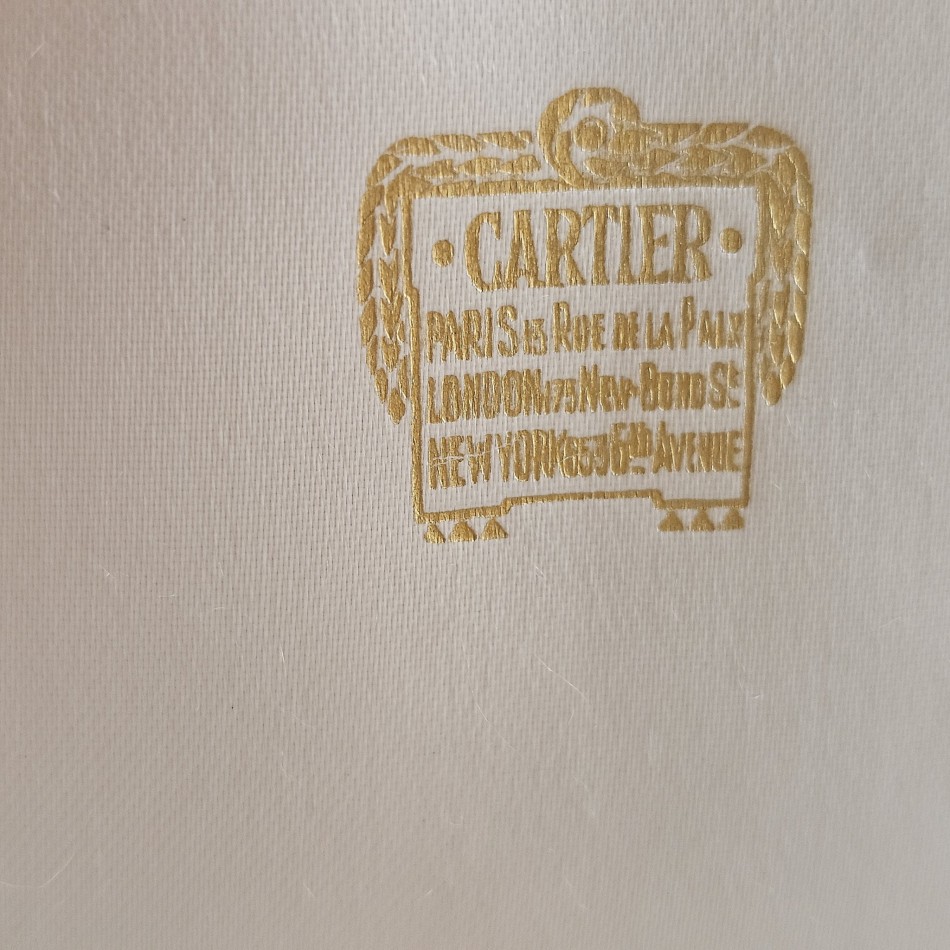 · CARTIER ·
PARIS 13 RUE DE LA PAIX
LONDON 175 NEW BOND ST
NEW YORK 653 5TH AVENUE